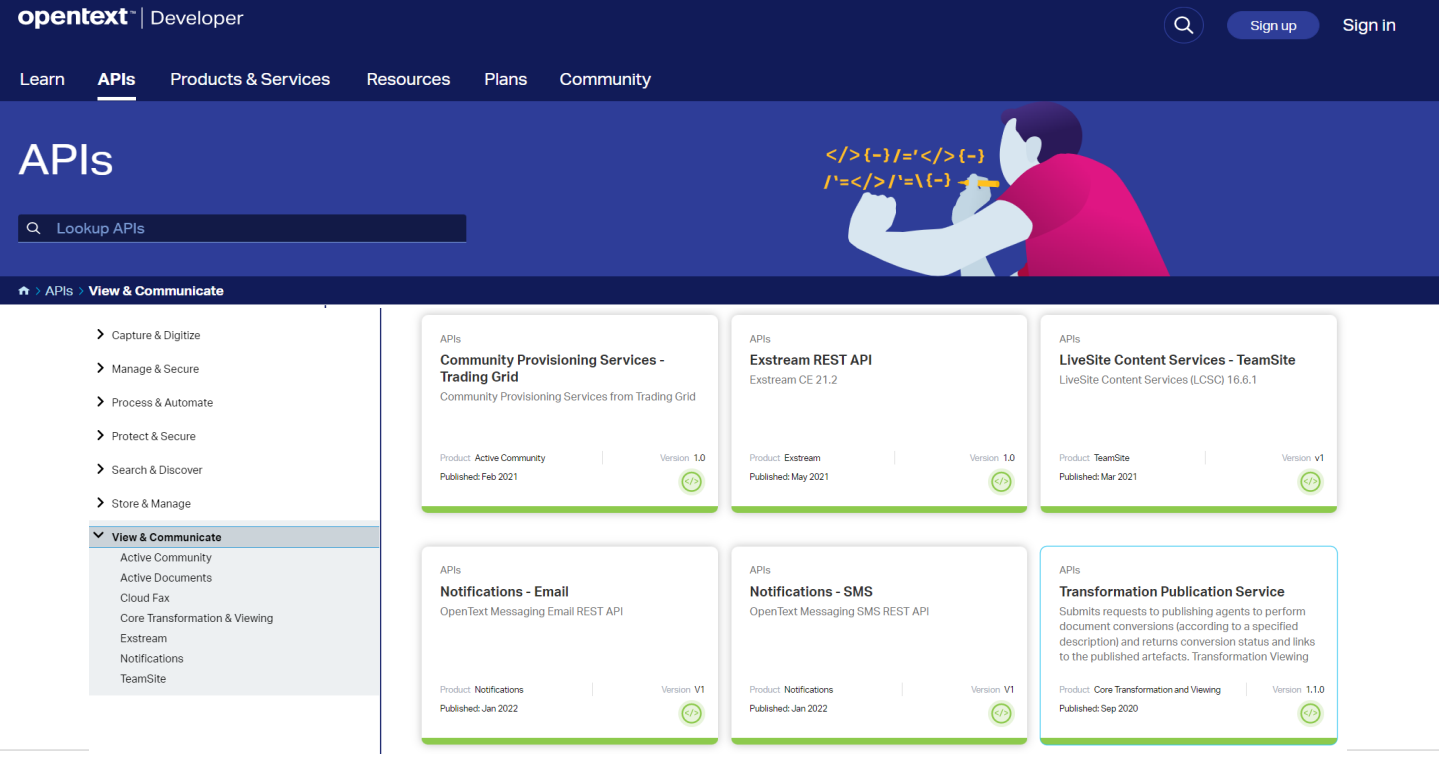 opentext™ | Developer
Sign up
Sign in
Learn
APIs
Products & Services
Resources
Plans
Community
APIs
</>{-}/='</>{-}
/'=</>/'=\{-}
Lookup APIs
> APIs > View & Communicate
Capture & Digitize
Manage & Secure
Process & Automate
Protect & Secure
Search & Discover
Store & Manage
View & Communicate
Active Community
Active Documents
Cloud Fax
Core Transformation & Viewing
Exstream
Notifications
TeamSite
APIs
Community Provisioning Services -
Trading Grid
Community Provisioning Services from Trading Grid
Product Active Community
Version 1.0
Published: Feb 2021
</>
APIs
Exstream REST API
Exstream CE 21.2
Product Exstream
Version 1.0
Published: May 2021
</>
APIs
LiveSite Content Services - TeamSite
LiveSite Content Services (LCSC) 16.6.1
Product TeamSite
Version v1
Published: Mar 2021
</>
APIs
Notifications - Email
OpenText Messaging Email REST API
Product Notifications
Version V1
Published: Jan 2022
</>
APIs
Notifications - SMS
OpenText Messaging SMS REST API
Product Notifications
Version V1
Published: Jan 2022
</>
APIs
Transformation Publication Service
Submits requests to publishing agents to perform
document conversions (according to a specified
description) and returns conversion status and links
to the published artefacts. Transformation Viewing
Product Core Transformation and Viewing
Version 1.1.0
Published: Sep 2020
</>